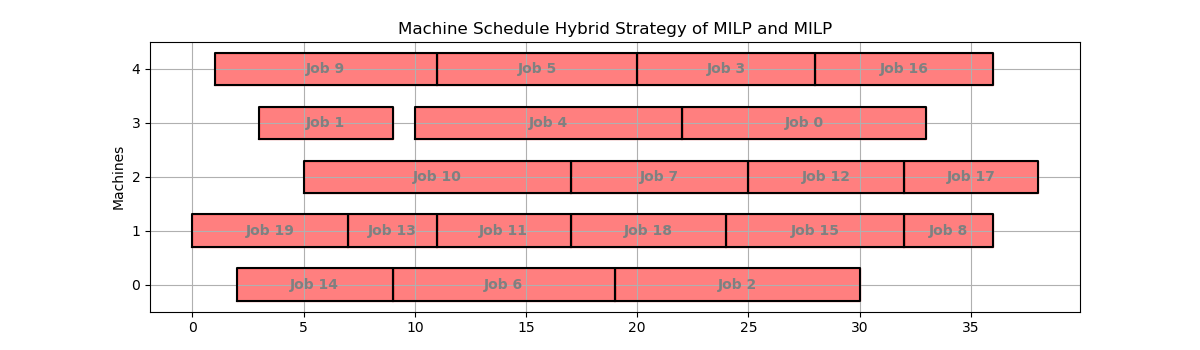 Machine Schedule Hybrid Strategy of MILP and MILP
Machines
4
Job 9 Job 5 Job 3 Job 16
3
Job 1 Job 4 Job 0
2
Job 10 Job 7 Job 12 Job 17
1
Job 19 Job 13 Job 11 Job 18 Job 15 Job 8
0
Job 14 Job 6 Job 2
0 5 10 15 20 25 30 35